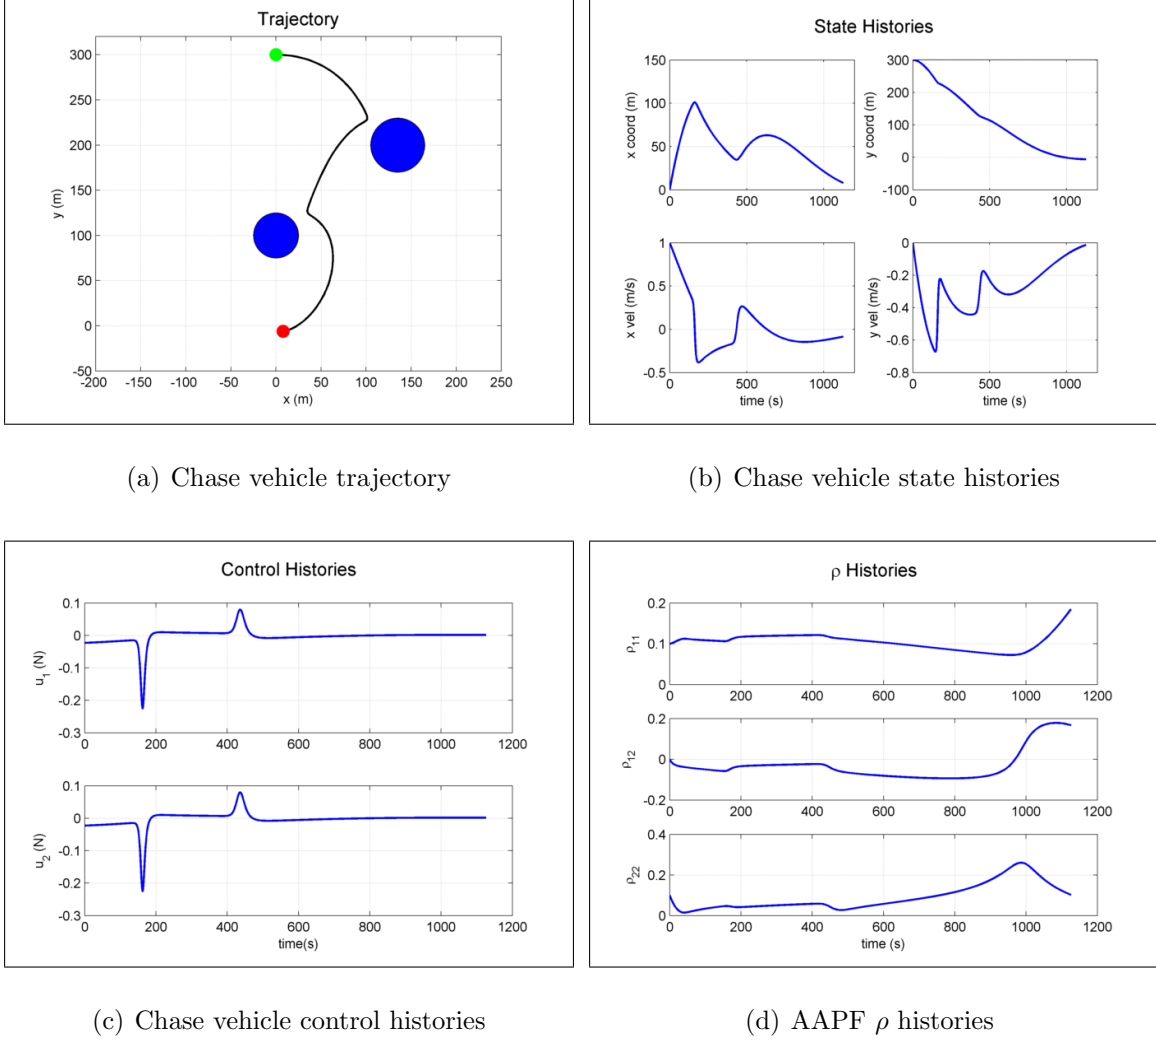 Trajectory
300
250
200
150
100
50
0
-50
y (m)
-200 -150 -100 -50 0 50 100 150 200 250
x (m)
State Histories
150
100
50
0
x coord (m)
0 500 1000
300
200
100
0
-100
y coord (m)
0 500 1000
1
0.5
0
-0.5
x vel (m/s)
0 500 1000
time (s)
0
-0.2
-0.4
-0.6
-0.8
y vel (m/s)
0 500 1000
time (s)
(a) Chase vehicle trajectory
(b) Chase vehicle state histories
Control Histories
0.1
0
-0.1
-0.2
-0.3
u1 (N)
0 200 400 600 800 1000 1200
0.1
0
-0.1
-0.2
-0.3
u2 (N)
0 200 400 600 800 1000 1200
time(s)
ρ Histories
0.2
0.1
0
ρ11
0 200 400 600 800 1000 1200
0.2
0
-0.2
ρ12
0 200 400 600 800 1000 1200
0.4
0.2
0
ρ22
0 200 400 600 800 1000 1200
time (s)
(c) Chase vehicle control histories
(d) AAPF ρ histories